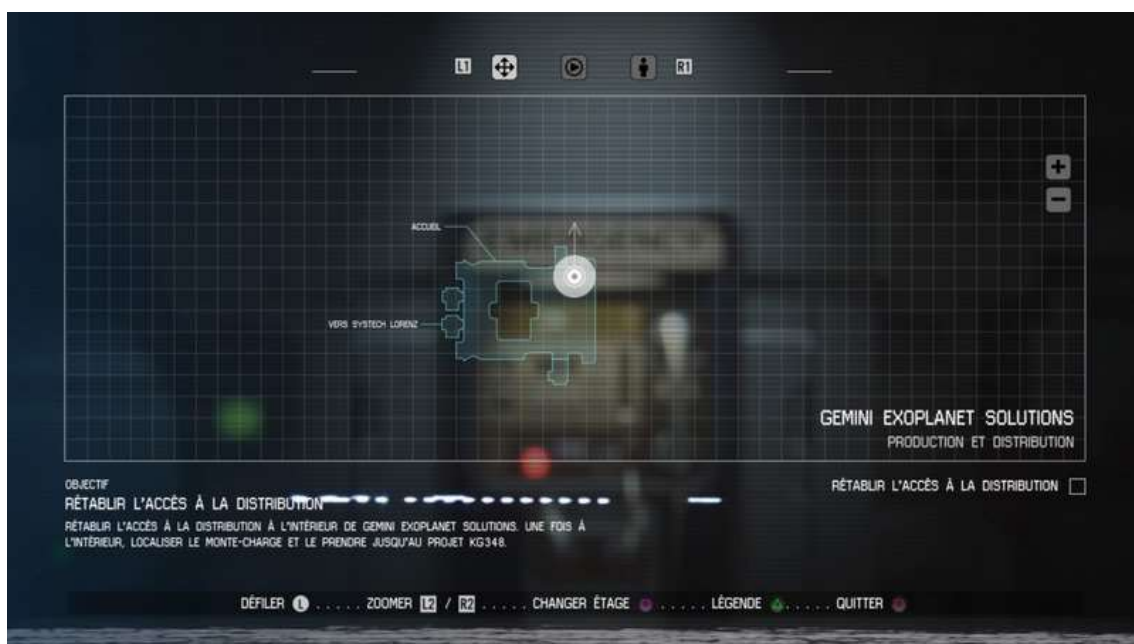 L1 R1
ACCUEIL
VERS SYSTECH LORENZ
GEMINI EXOPLANET SOLUTIONS
PRODUCTION ET DISTRIBUTION
OBJECTIF
RÉTABLIR L'ACCÈS À LA DISTRIBUTION
RÉTABLIR L'ACCÈS À LA DISTRIBUTION
RÉTABLIR L'ACCÈS À LA DISTRIBUTION À L'INTÉRIEUR DE GEMINI EXOPLANET SOLUTIONS. UNE FOIS À
L'INTÉRIEUR, LOCALISER LE MONTE-CHARGE ET LE PRENDRE JUSQU'AU PROJET KG348.
DÉFILER L ..... ZOOMER L2 / R2 ..... CHANGER ÉTAGE ..... LÉGENDE ..... QUITTER